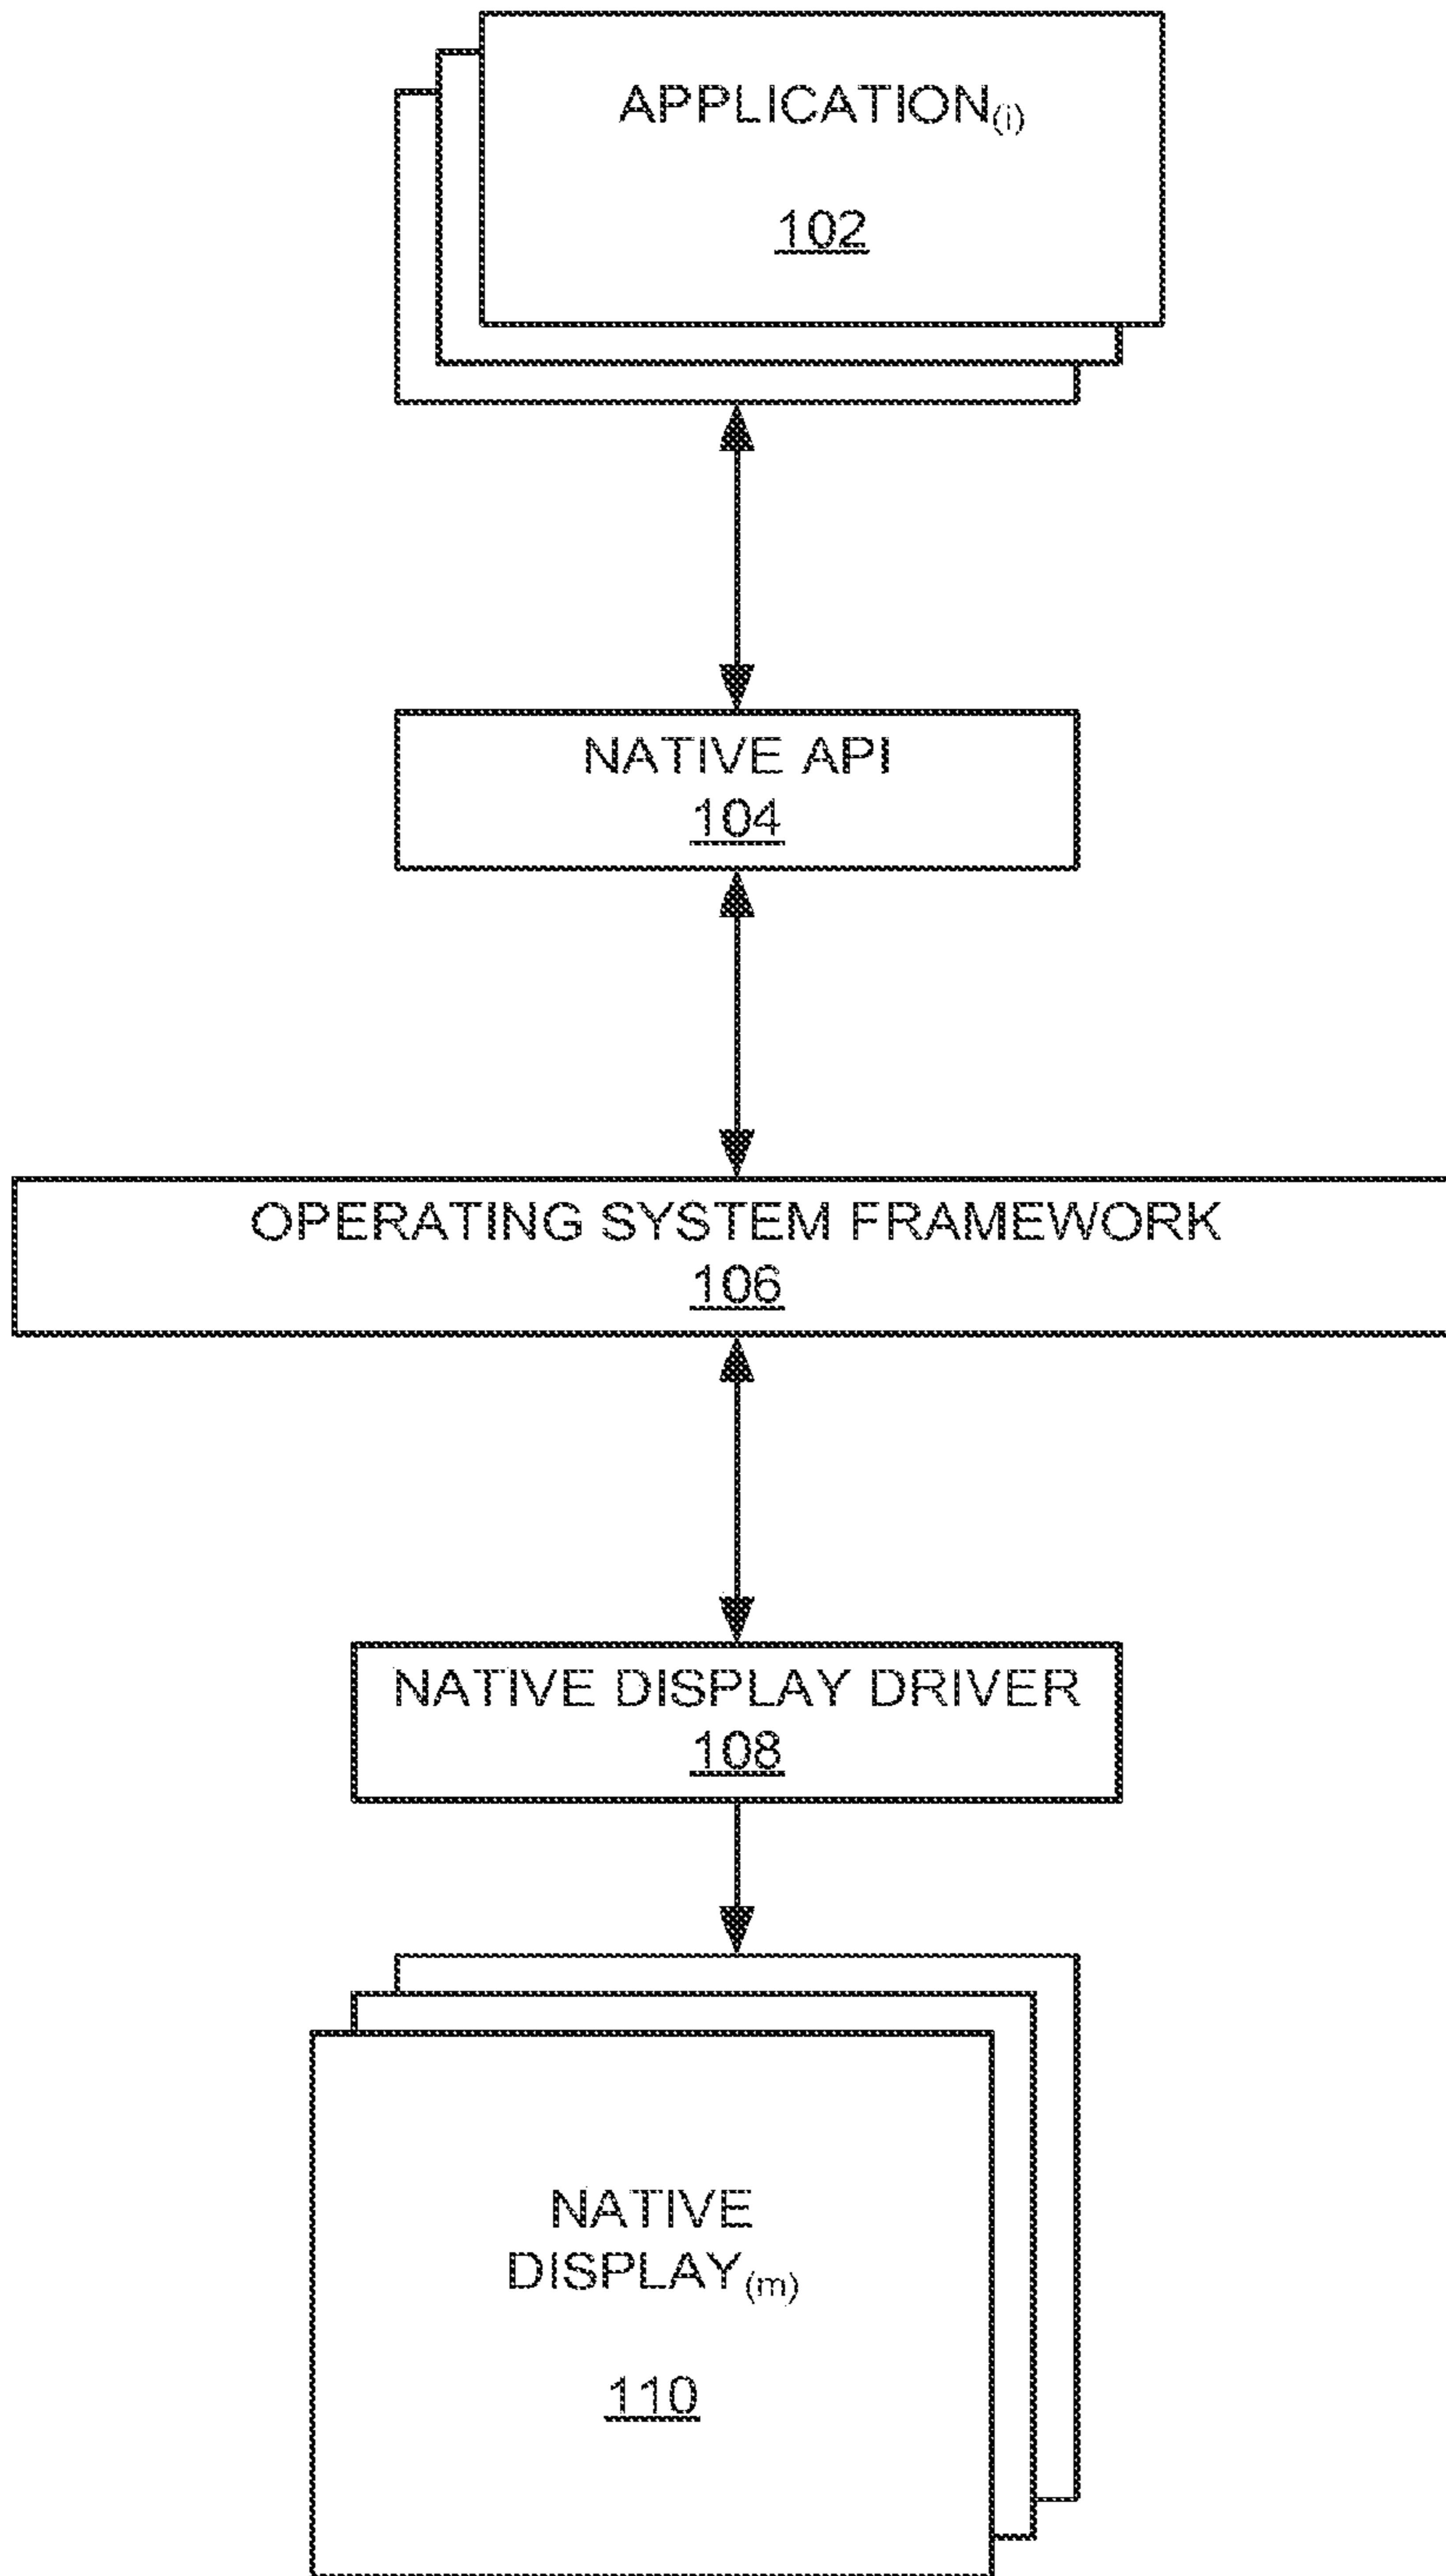 APPLICATION(i)
102
NATIVE API
104
OPERATING SYSTEM FRAMEWORK
106
NATIVE DISPLAY DRIVER
108
NATIVE
DISPLAY(m)
110